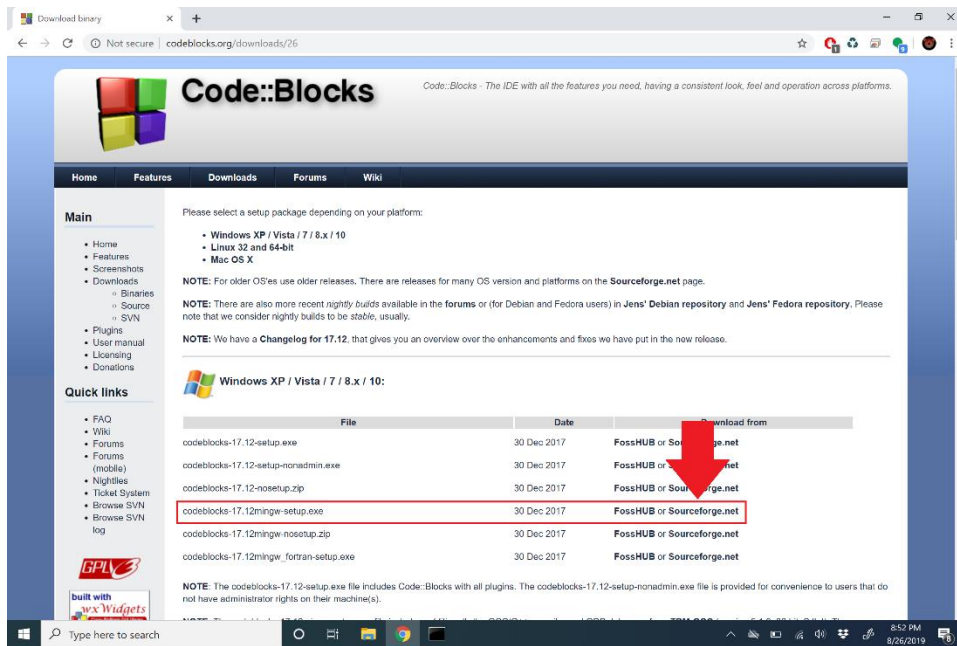 Download binary
Not secure | codeblocks.org/downloads/26
Code::Blocks
Code::Blocks - The IDE with all the features you need, having a consistent look, feel and operation across platforms.
Home Features Downloads Forums Wiki
Main
Home
Features
Screenshots
Downloads
Binaries
Source
SVN
Plugins
User manual
Licensing
Donations
Quick links
FAQ
Wiki
Forums
Forums
(mobile)
Nightlies
Ticket System
Browse SVN
Browse SVN
log
GPLv3
built with
wxWidgets
Please select a setup package depending on your platform:
Windows XP / Vista / 7 / 8.x / 10
Linux 32 and 64-bit
Mac OS X
NOTE: For older OS'es use older releases. There are releases for many OS version and platforms on the Sourceforge.net page.
NOTE: There are also more recent nightly builds available in the forums or (for Debian and Fedora users) in Jens' Debian repository and Jens' Fedora repository. Please
note that we consider nightly builds to be stable, usually.
NOTE: We have a Changelog for 17.12, that gives you an overview over the enhancements and fixes we have put in the new release.
Windows XP / Vista / 7 / 8.x / 10:
File Date Download from
codeblocks-17.12-setup.exe 30 Dec 2017 FossHUB or Sourceforge.net
codeblocks-17.12-setup-nonadmin.exe 30 Dec 2017 FossHUB or
codeblocks-17.12-nosetup.zip 30 Dec 2017 FossHUB or Sourceforge.net
codeblocks-17.12mingw-setup.exe 30 Dec 2017 FossHUB or Sourceforge.net
codeblocks-17.12mingw-nosetup.zip 30 Dec 2017 FossHUB or Sourceforge.net
codeblocks-17.12mingw_fortran-setup.exe 30 Dec 2017 FossHUB or Sourceforge.net
NOTE: The codeblocks-17.12-setup.exe file includes Code::Blocks with all plugins. The codeblocks-17.12-setup-nonadmin.exe file is provided for convenience to users that do
not have administrator rights on their machine(s).
Type here to search
8:52 PM
8/26/2019